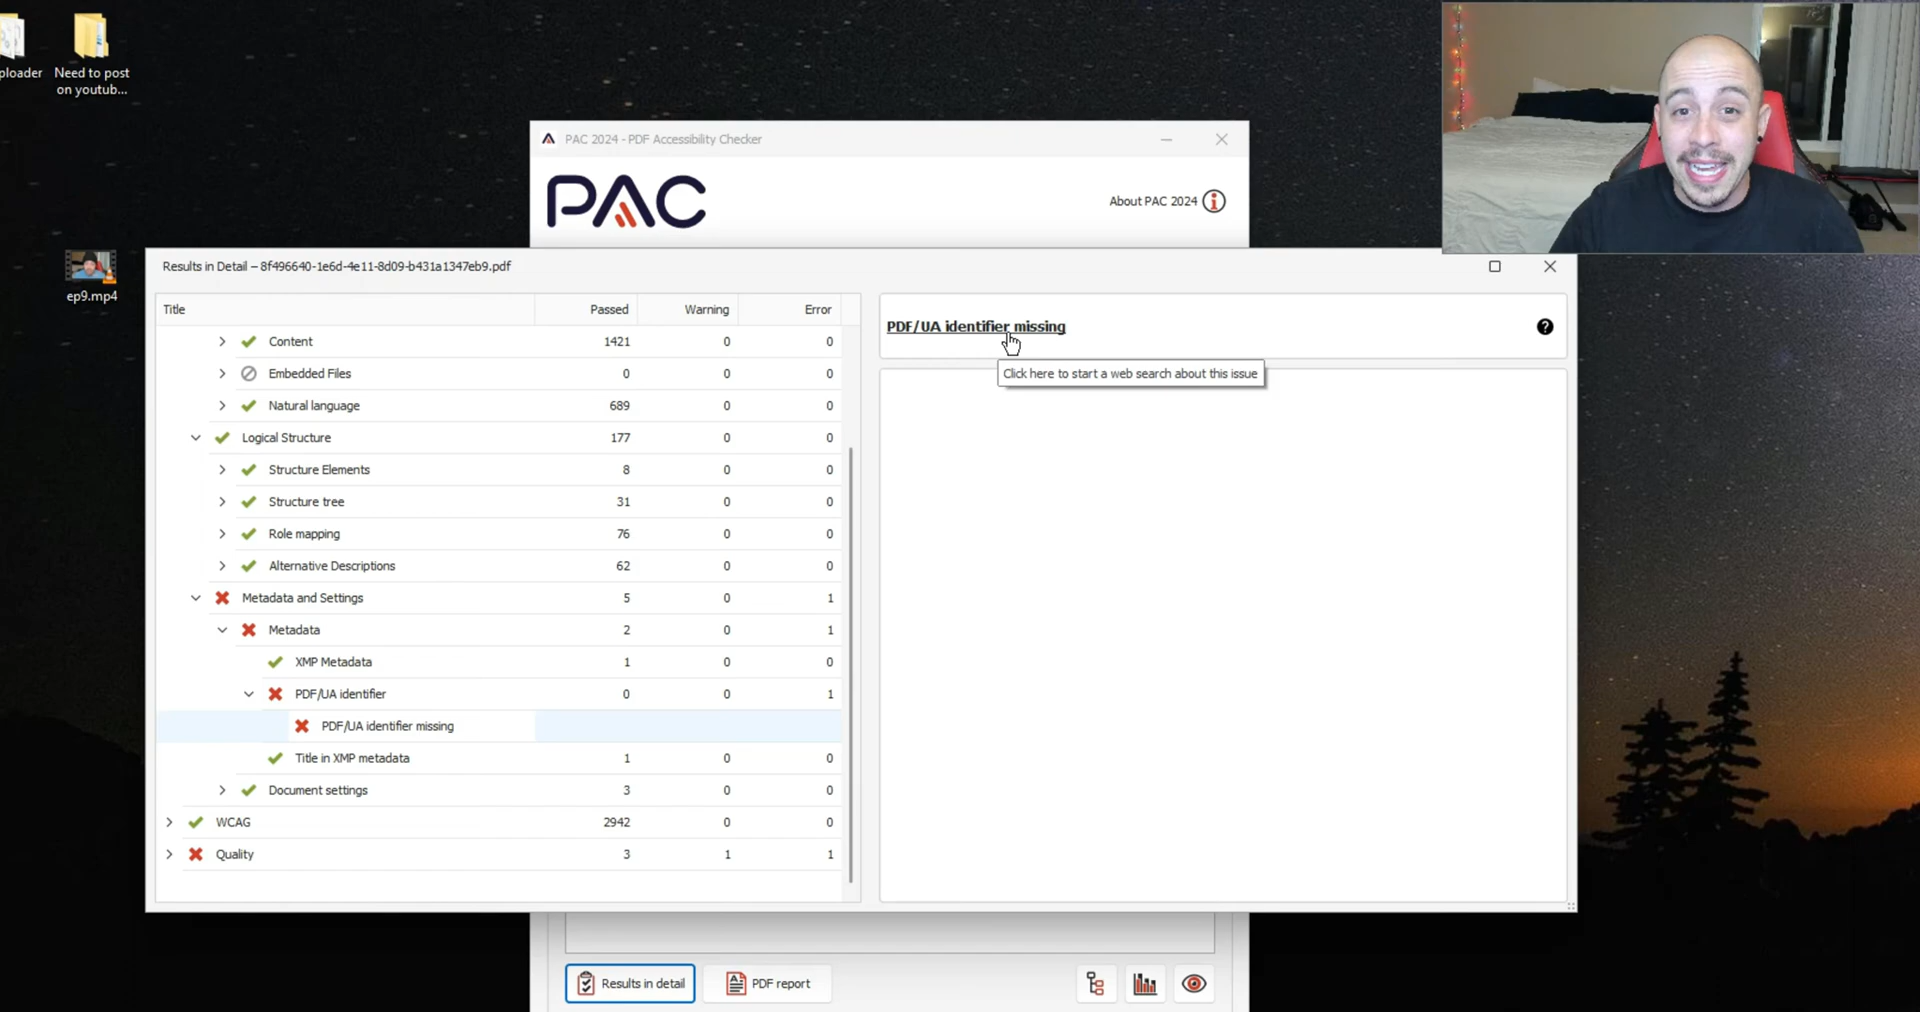 ploader
Need to post
on youtub...
ep9.mp4
PAC 2024 - PDF Accessibility Checker
PAC
About PAC 2024
Results in Detail – 8f496640-1e6d-4e11-8d09-b431a1347eb9.pdf
Title Passed Warning Error
Content 1421 0 0
Embedded Files 0 0 0
Natural language 689 0 0
Logical Structure 177 0 0
Structure Elements 8 0 0
Structure tree 31 0 0
Role mapping 76 0 0
Alternative Descriptions 62 0 0
Metadata and Settings 5 0 1
Metadata 2 0 1
XMP Metadata 1 0 0
PDF/UA identifier 0 0 1
PDF/UA identifier missing
Title in XMP metadata 1 0 0
Document settings 3 0 0
WCAG 2942 0 0
Quality 3 1 1
PDF/UA identifier missing
Click here to start a web search about this issue
Results in detail
PDF report